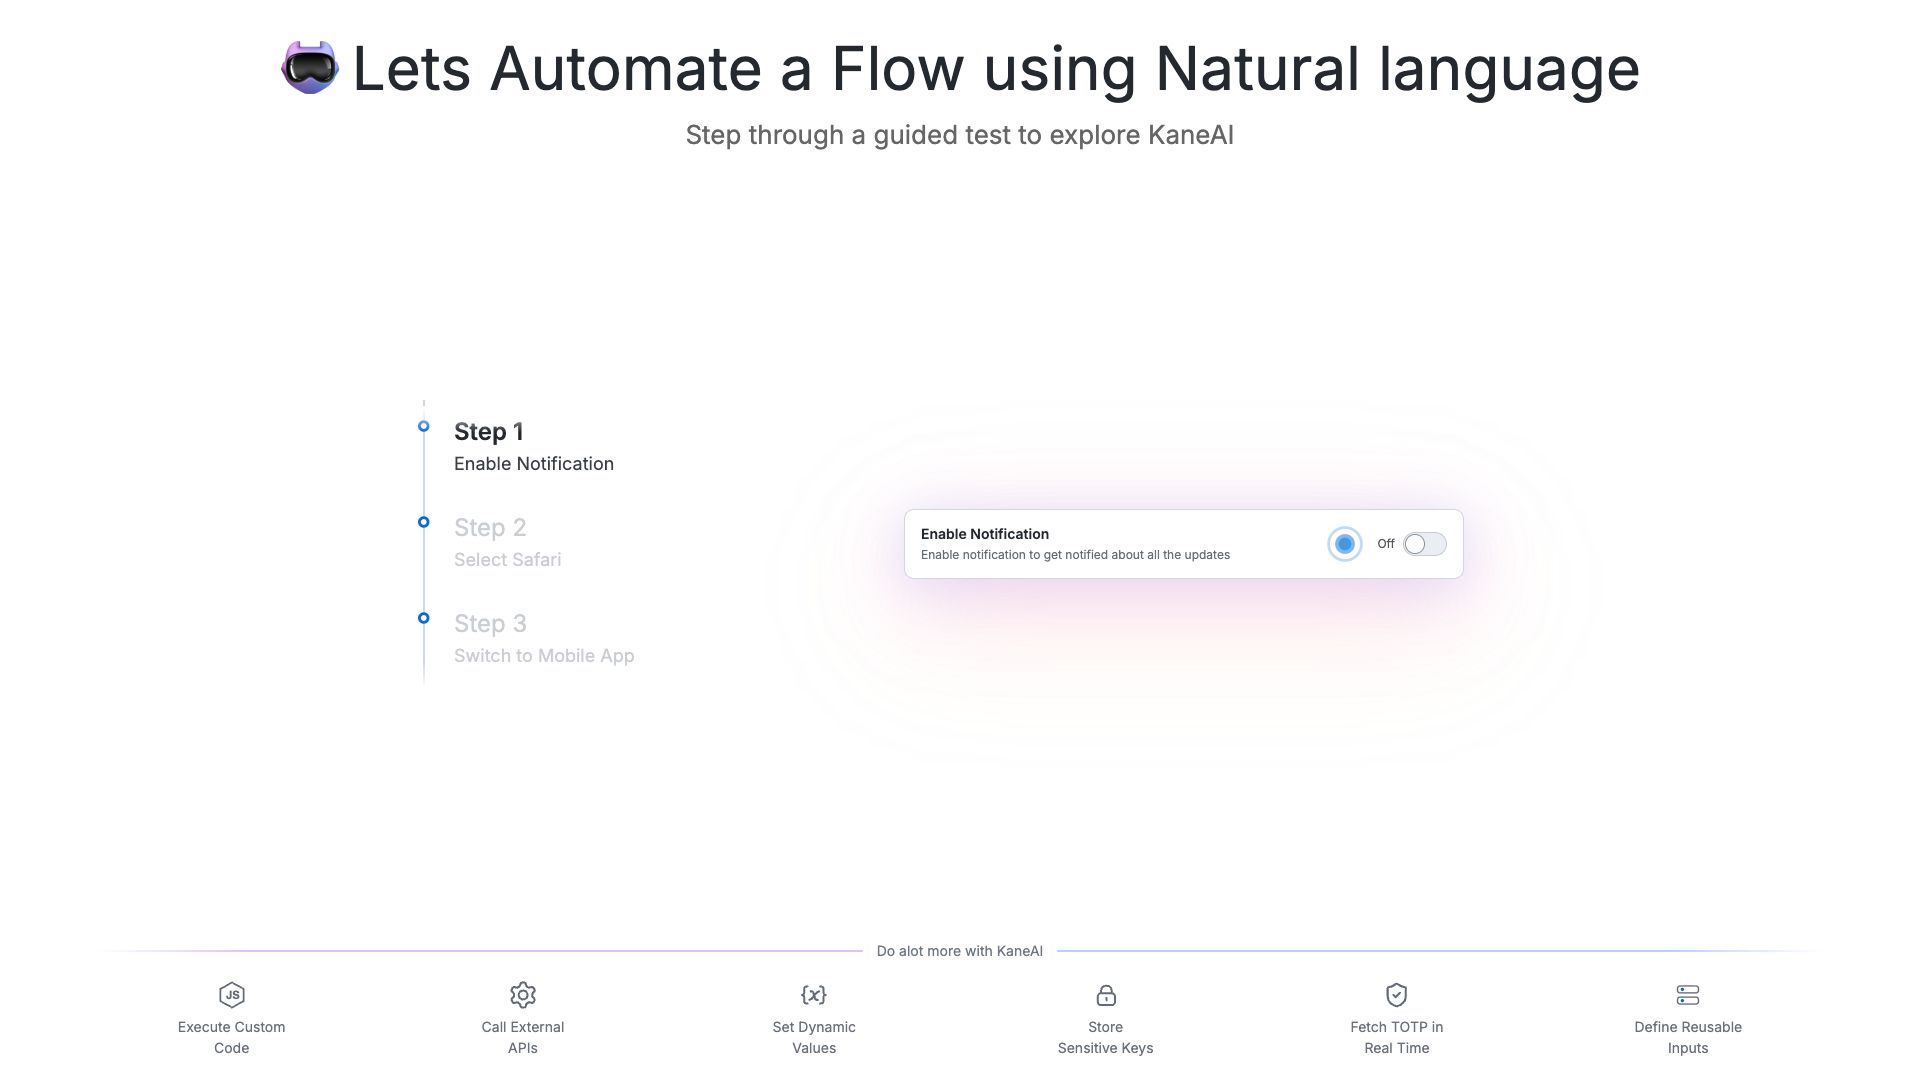 Lets Automate a Flow using Natural language
Step through a guided test to explore KaneAI
Step 1
Enable Notification
Step 2
Select Safari
Step 3
Switch to Mobile App
Enable Notification
Enable notification to get notified about all the updates
Off
Do alot more with KaneAI
JS
Execute Custom
Code
Call External
APIs
{x}
Set Dynamic
Values
Store
Sensitive Keys
Fetch TOTP in
Real Time
Define Reusable
Inputs